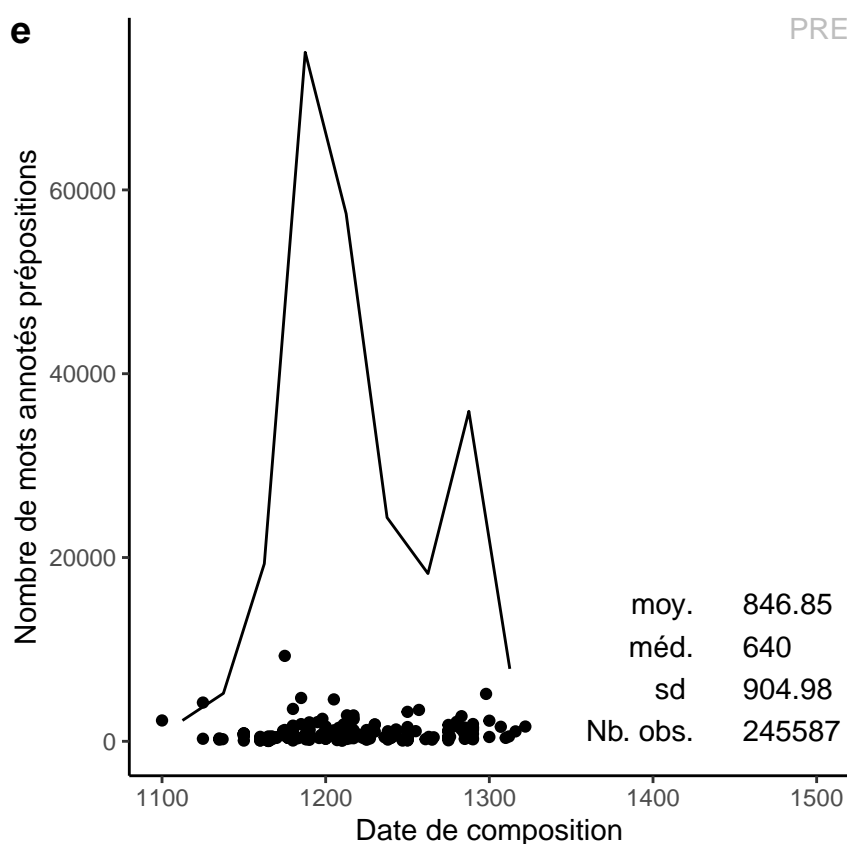 e
PRE
Nombre de mots annotés prépositions
60000
40000
20000
0
moy. 846.85
méd. 640
sd 904.98
Nb. obs. 245587
1100 1200 1300 1400 1500
Date de composition